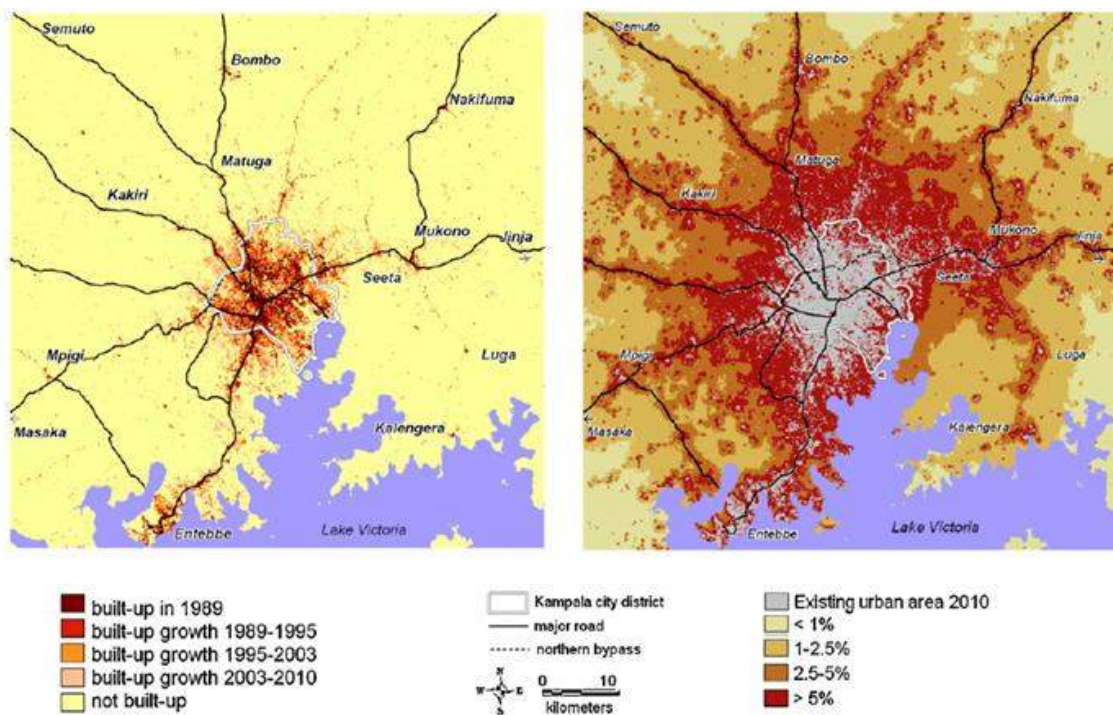 Semuto
Bombo
Nakifuma
Matuga
Kakiri
Mukono
Jinja
Seeta
Mpigi
Luga
Masaka
Kalengera
Entebbe
Lake Victoria
Semuto
Bombo
Nakifuma
Matuga
Kakiri
Mukono
Jinja
Seeta
Mpigi
Luga
Masaka
Kalengera
Entebbe
Lake Victoria
built-up in 1989
built-up growth 1989-1995
built-up growth 1995-2003
built-up growth 2003-2010
not built-up
Kampala city district
major road
northern bypass
N
W E
S
0 10
kilometers
Existing urban area 2010
< 1%
1-2.5%
2.5-5%
> 5%